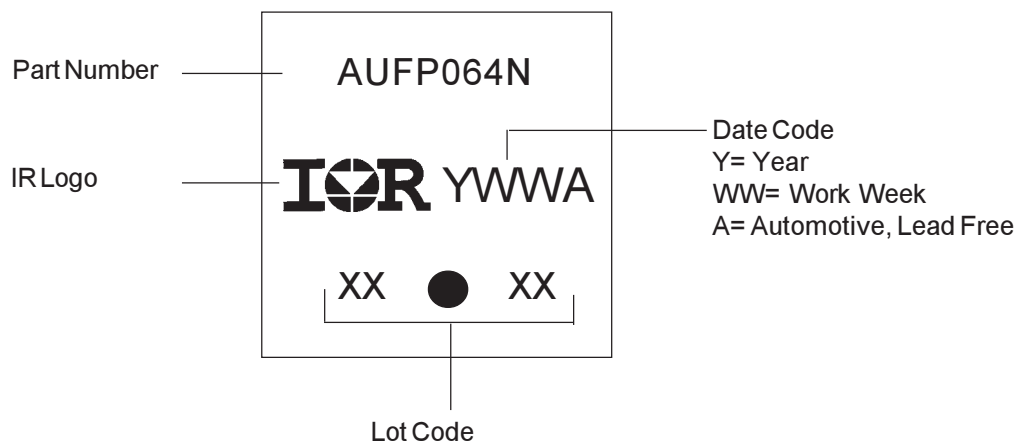 Part Number
AUFP064N
Date Code
Y= Year
WW= Work Week
A= Automotive, Lead Free
IR Logo
IOR YWWA
XX XX
Lot Code